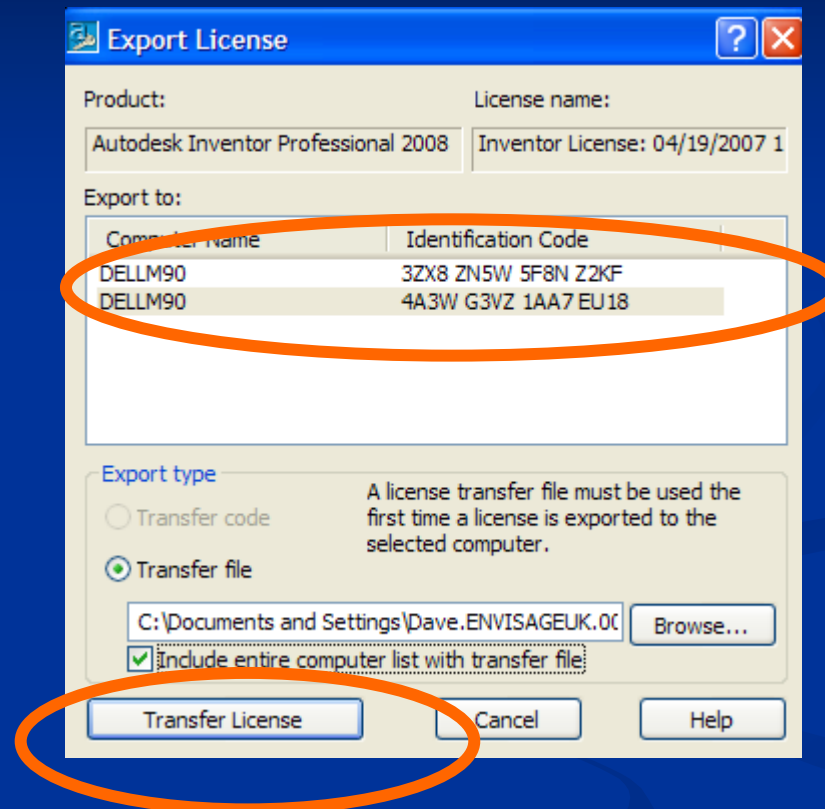 Export License
Product: License name:
Autodesk Inventor Professional 2008 Inventor License: 04/19/2007 1
Export to:
Computer Name Identification Code
DELLM90 3ZX8 ZN5W 5F8N Z2KF
DELLM90 4A3W G3VZ 1AA7 EU18
Export type
A license transfer file must be used the
Transfer code first time a license is exported to the
selected computer.
Transfer file
C:\Documents and Settings\Dave.ENVISAGEUK.00 Browse...
Include entire computer list with transfer file
Transfer License Cancel Help